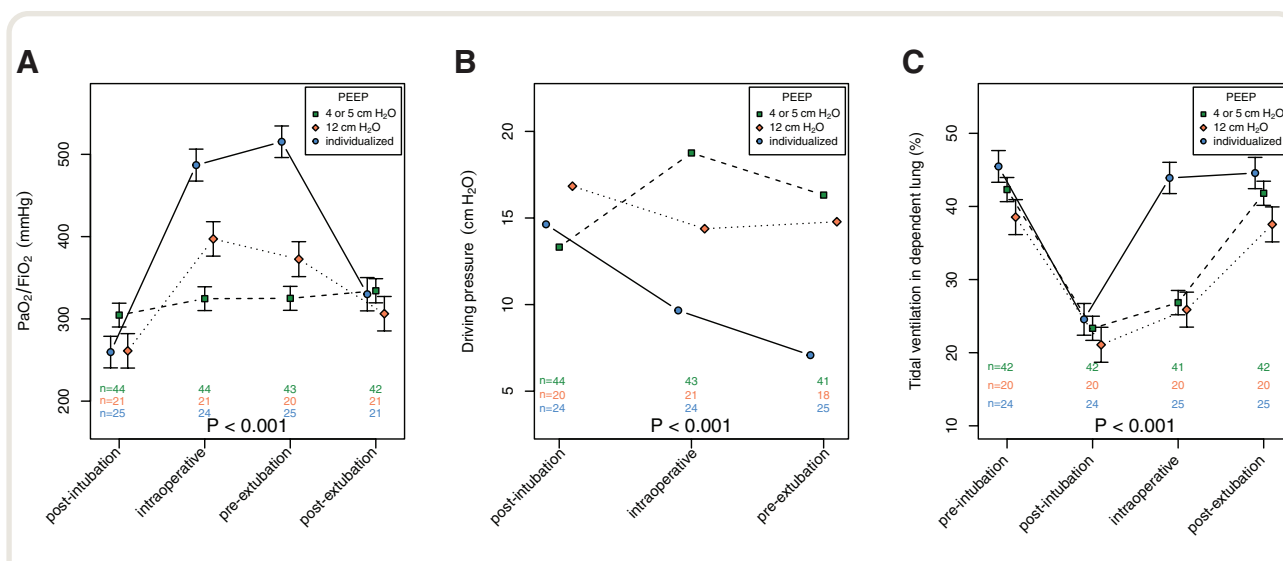 A
PaO2/FiO2 (mmHg)
500
400
300
200
PEEP
4 or 5 cm H2O
12 cm H2O
individualized
n=44 44 43 42
n=21 21 20 21
n=25 24 25 21
P < 0.001
post-intubation
intraoperative
pre-extubation
post-extubation
B
Driving pressure (cm H2O)
20
15
10
5
PEEP
4 or 5 cm H2O
12 cm H2O
individualized
n=44 43 41
n=20 21 18
n=24 24 25
P < 0.001
post-intubation
intraoperative
pre-extubation
C
Tidal ventilation in dependent lung (%)
50
40
30
20
10
PEEP
4 or 5 cm H2O
12 cm H2O
individualized
n=42 42 41 42
n=20 20 20 20
n=24 24 25 25
P < 0.001
pre-intubation
post-intubation
intraoperative
post-extubation